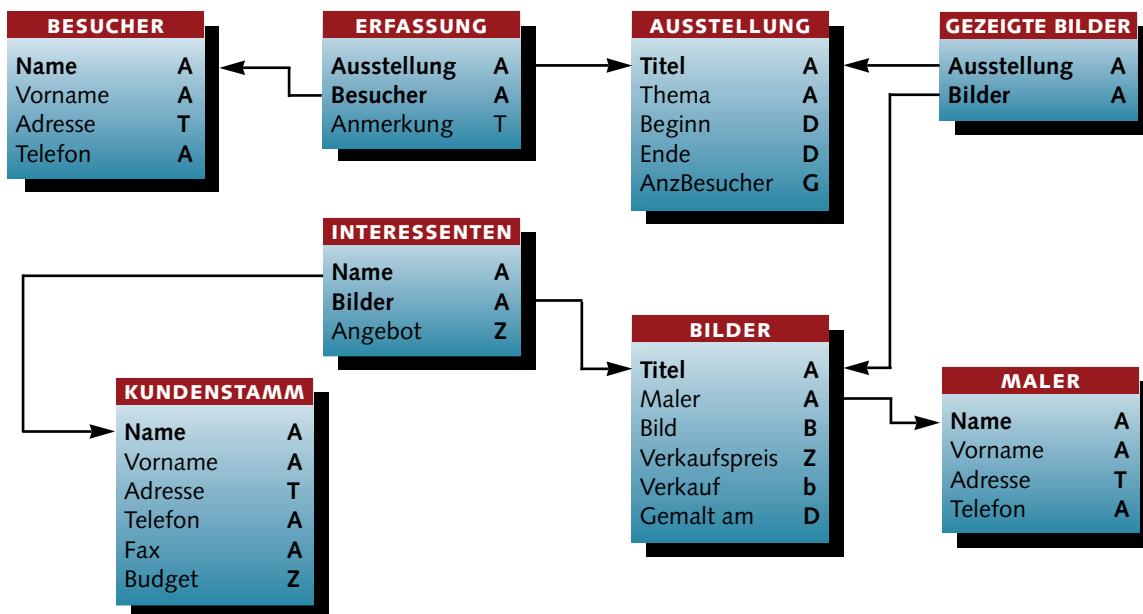 BESUCHER
Name A
Vorname A
Adresse T
Telefon A
ERFASSUNG
Ausstellung A
Besucher A
Anmerkung T
AUSSTELLUNG
Titel A
Thema A
Beginn D
Ende D
AnzBesucher G
GEZEIGTE BILDER
Ausstellung A
Bilder A
INTERESSENTEN
Name A
Bilder A
Angebot Z
KUNDENSTAMM
Name A
Vorname A
Adresse T
Telefon A
Fax A
Budget Z
BILDER
Titel A
Maler A
Bild B
Verkaufspreis Z
Verkauf b
Gemalt am D
MALER
Name A
Vorname A
Adresse T
Telefon A